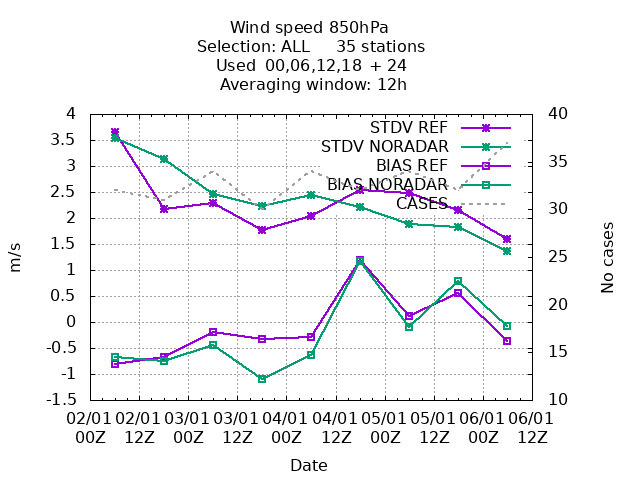 Wind speed 850hPa
Selection: ALL 35 stations
Used 00,06,12,18 + 24
Averaging window: 12h
4 40
STDV REF
3.5
STDV NORADAR
3 35
BIAS REF
2.5
BIAS NORADAR
CASES
2 30
1.5
1 25
0.5
0 20
-0.5 15
-1
-1.5 10
m/s
No cases
02/01 02/01 03/01 03/01 04/01 04/01 05/01 05/01 06/01 06/01
00Z 12Z 00Z 12Z 00Z 12Z 00Z 12Z 00Z 12Z
Date